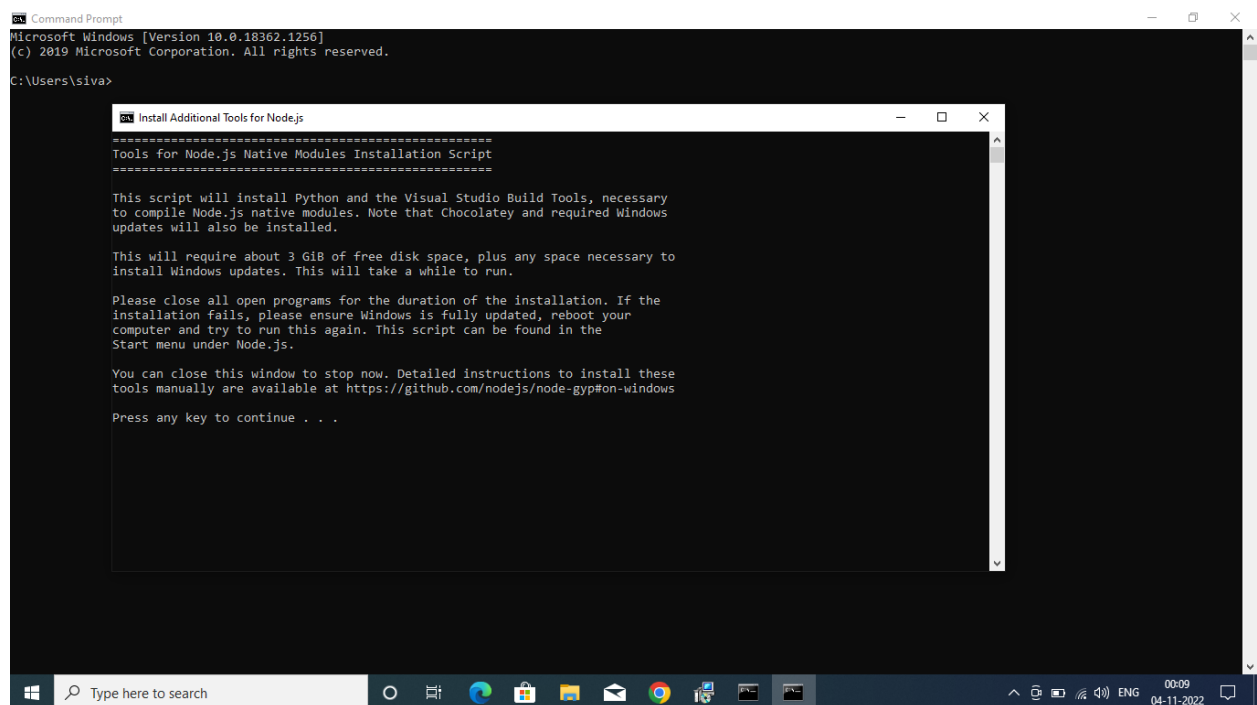 Command Prompt
Microsoft Windows [Version 10.0.18362.1256]
(c) 2019 Microsoft Corporation. All rights reserved.
C:\Users\siva>
Install Additional Tools for Node.js
====================================================
Tools for Node.js Native Modules Installation Script
====================================================
This script will install Python and the Visual Studio Build Tools, necessary
to compile Node.js native modules. Note that Chocolatey and required Windows
updates will also be installed.
This will require about 3 GiB of free disk space, plus any space necessary to
install Windows updates. This will take a while to run.
Please close all open programs for the duration of the installation. If the
installation fails, please ensure Windows is fully updated, reboot your
computer and try to run this again. This script can be found in the
Start menu under Node.js.
You can close this window to stop now. Detailed instructions to install these
tools manually are available at https://github.com/nodejs/node-gyp#on-windows
Press any key to continue . . .
Type here to search
ENG
00:09
04-11-2022